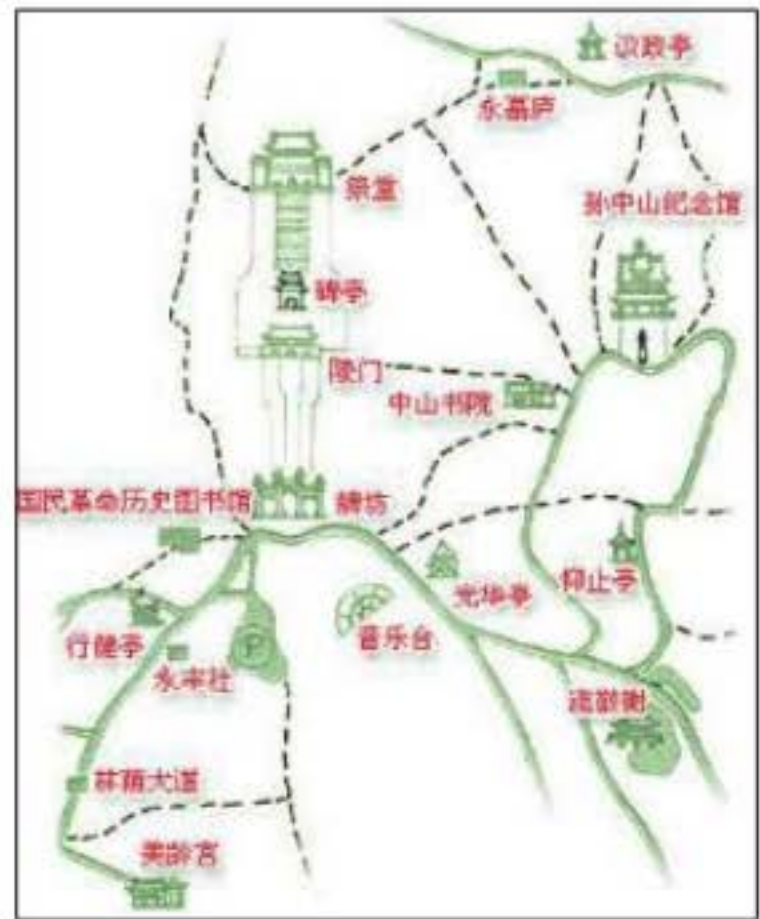 议政亭
永慕庐
祭堂
孙中山纪念馆
碑亭
陵门
中山书院
国民革命历史图书馆
牌坊
光华亭
仰止亭
行健亭
P
音乐台
永丰社
流徽榭
林荫大道
美龄宫